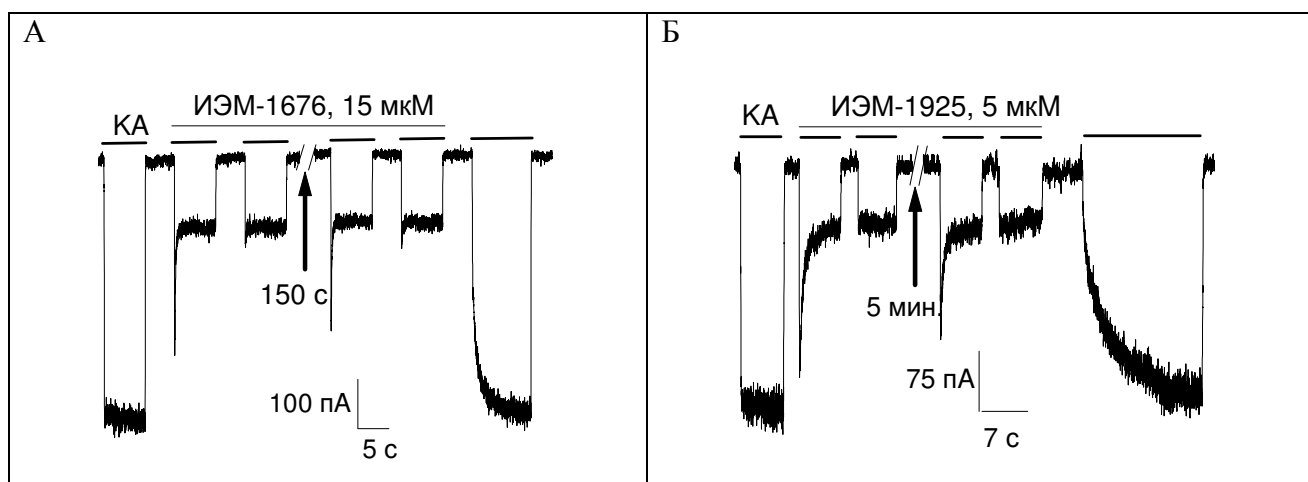 А
ИЭМ-1676, 15 мкМ
КА
150 с
100 пА
5 с
Б
ИЭМ-1925, 5 мкМ
КА
5 мин.
75 пА
7 с